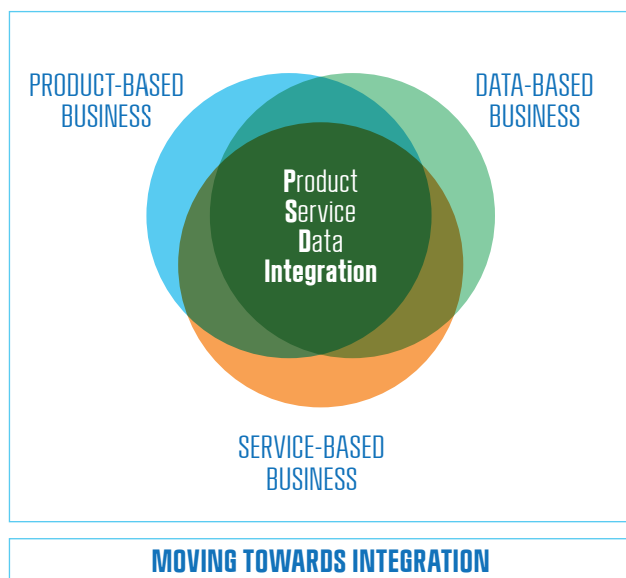 PRODUCT-BASED
BUSINESS
DATA-BASED
BUSINESS
Product
Service
Data
Integration
SERVICE-BASED
BUSINESS
MOVING TOWARDS INTEGRATION